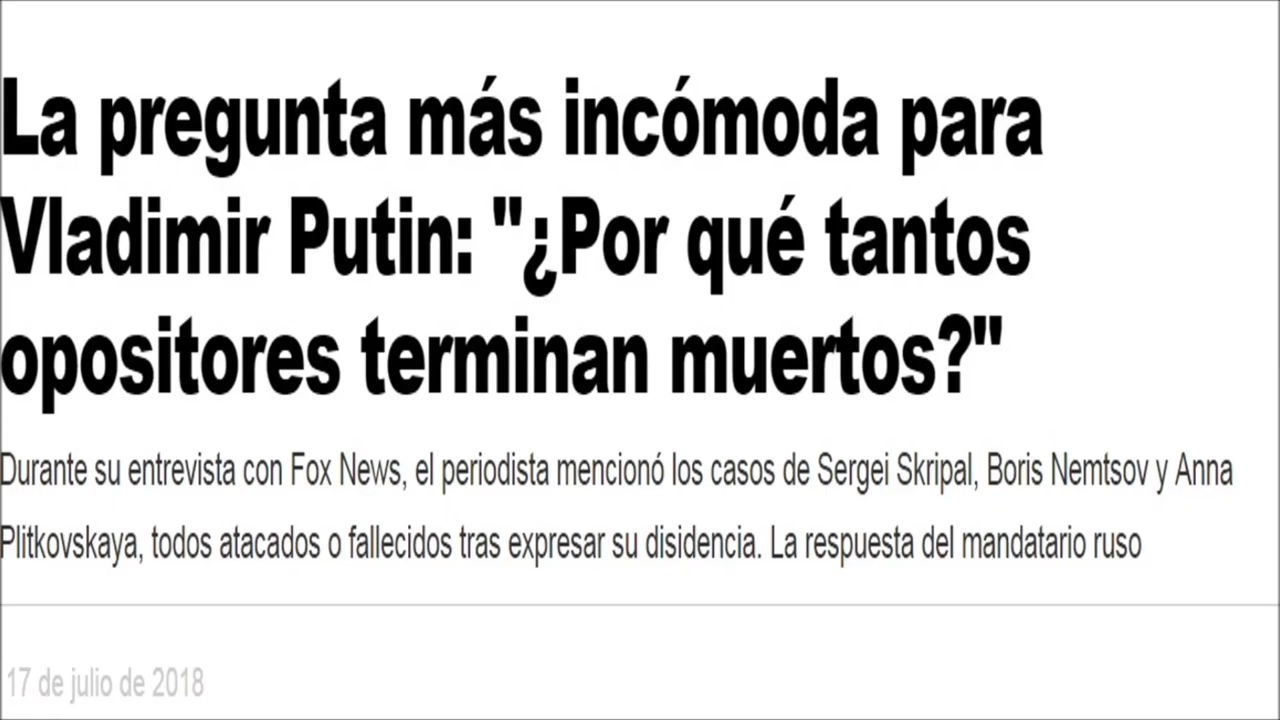 La pregunta más incómoda para
Vladimir Putin: "¿Por qué tantos
opositores terminan muertos?"
Durante su entrevista con Fox News, el periodista mencionó los casos de Sergei Skripal, Boris Nemtsov y Anna
Plitkovskaya, todos atacados o fallecidos tras expresar su disidencia. La respuesta del mandatario ruso
17 de julio de 2018